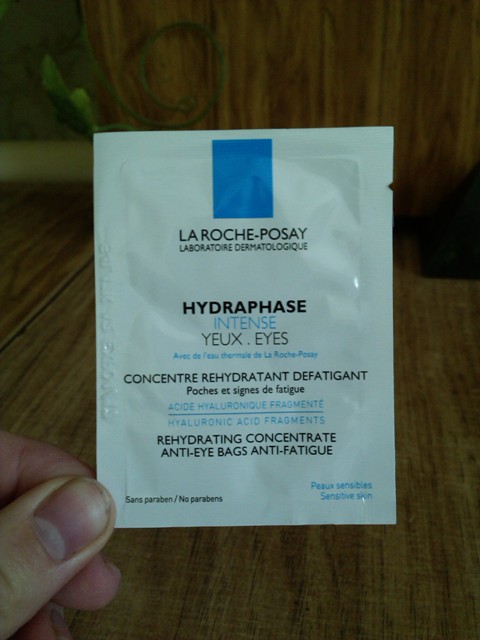 LA ROCHE-POSAY
LABORATOIRE DERMATOLOGIQUE
HYDRAPHASE
INTENSE
YEUX . EYES
Avec de l'eau thermale de La Roche-Posay
CONCENTRE REHYDRATANT DEFATIGANT
Poches et signes de fatigue
ACIDE HYALURONIQUE FRAGMENTÉ
HYALURONIC ACID FRAGMENTS
REHYDRATING CONCENTRATE
ANTI-EYE BAGS ANTI-FATIGUE
Peaux sensibles
Sans paraben / No parabens
Sensitive skin